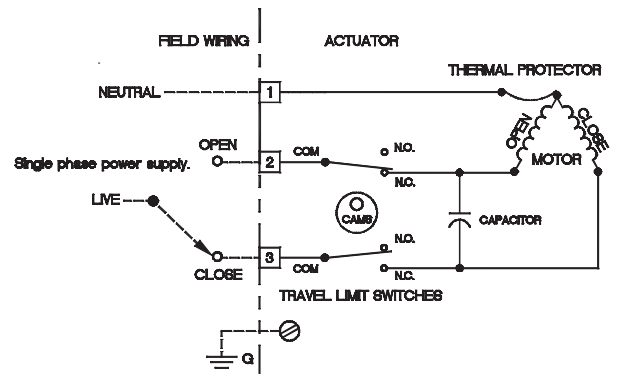 FIELD WIRING
ACTUATOR
THERMAL PROTECTOR
NEUTRAL
1
OPEN
CLOSE
MOTOR
OPEN
2
COM
N.O.
N.C.
Single phase power supply.
LIVE
CAMS
CAPACITOR
CLOSE
3
COM
N.O.
N.C.
TRAVEL LIMIT SWITCHES
G